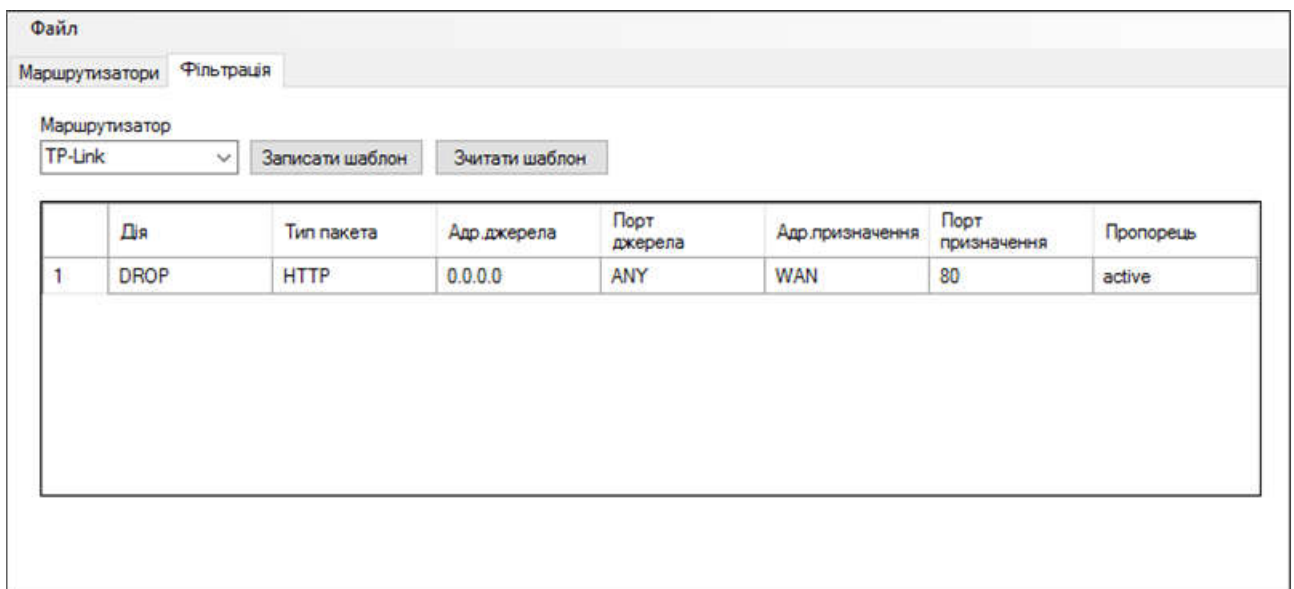 Файл
Маршрутизатори Фільтрація
Маршрутизатор
TP-Link Записати шаблон Зчитати шаблон
Дія Тип пакета Адр.джерела Порт джерела Адр.призначення Порт призначення Пропорець
1 DROP HTTP 0.0.0.0 ANY WAN 80 active